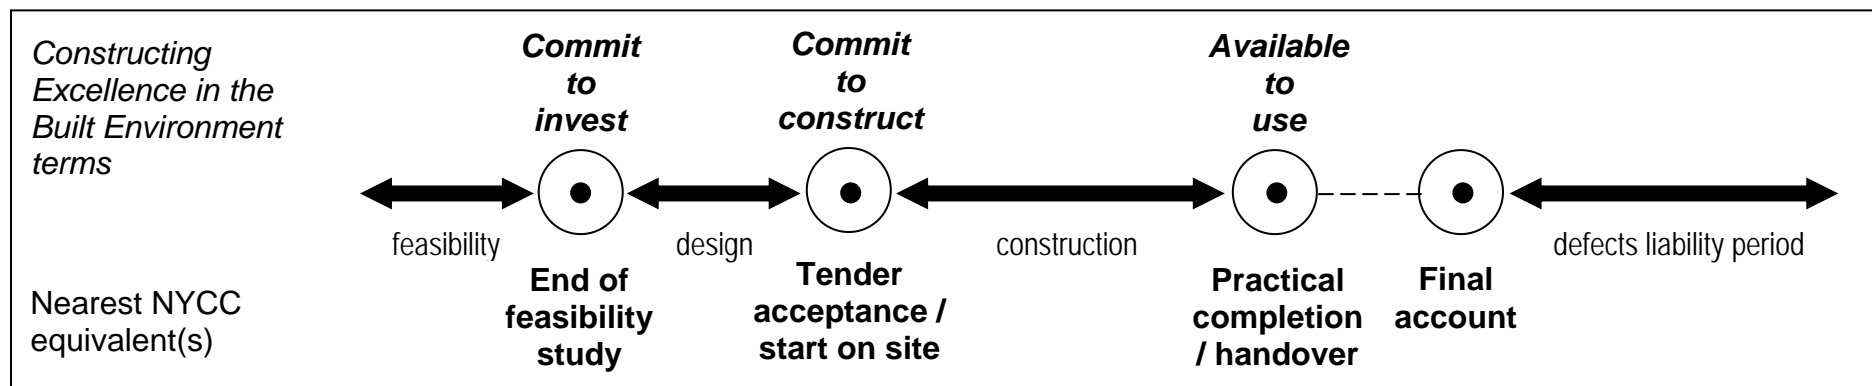 Constructing
Excellence in the
Built Environment
terms
Commit
to
invest
Commit
to
construct
Available
to
use
feasibility
design
construction
defects liability period
Nearest NYCC
equivalent(s)
End of
feasibility
study
Tender
acceptance /
start on site
Practical
completion
/ handover
Final
account